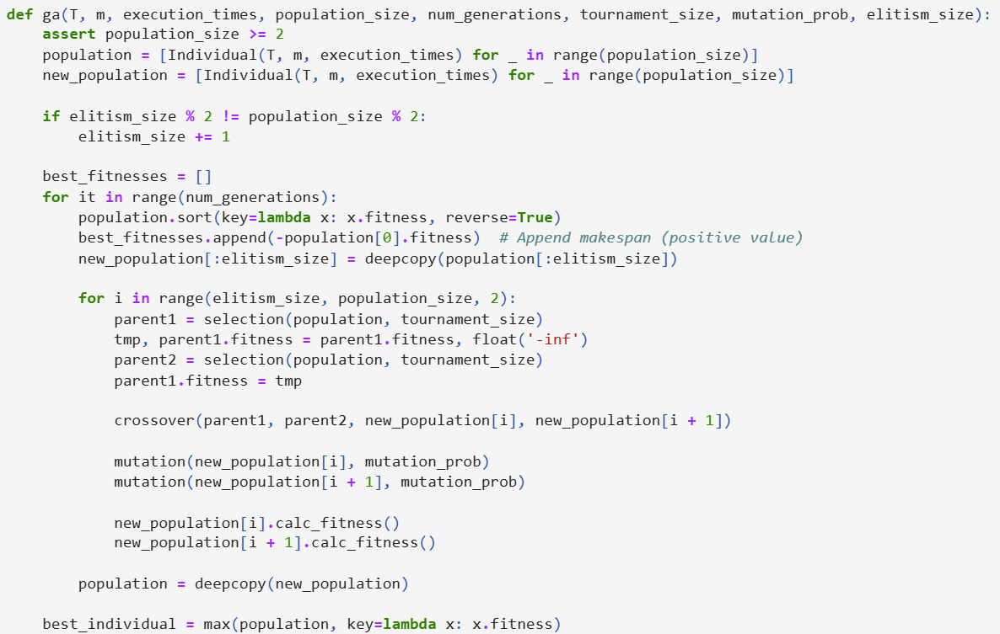 def ga(T, m, execution_times, population_size, num_generations, tournament_size, mutation_prob, elitism_size):
    assert population_size >= 2
    population = [Individual(T, m, execution_times) for _ in range(population_size)]
    new_population = [Individual(T, m, execution_times) for _ in range(population_size)]

    if elitism_size % 2 != population_size % 2:
        elitism_size += 1

    best_fitnesses = []
    for it in range(num_generations):
        population.sort(key=lambda x: x.fitness, reverse=True)
        best_fitnesses.append(-population[0].fitness)  # Append makespan (positive value)
        new_population[:elitism_size] = deepcopy(population[:elitism_size])

        for i in range(elitism_size, population_size, 2):
            parent1 = selection(population, tournament_size)
            tmp, parent1.fitness = parent1.fitness, float('-inf')
            parent2 = selection(population, tournament_size)
            parent1.fitness = tmp

            crossover(parent1, parent2, new_population[i], new_population[i + 1])

            mutation(new_population[i], mutation_prob)
            mutation(new_population[i + 1], mutation_prob)

            new_population[i].calc_fitness()
            new_population[i + 1].calc_fitness()

        population = deepcopy(new_population)

    best_individual = max(population, key=lambda x: x.fitness)